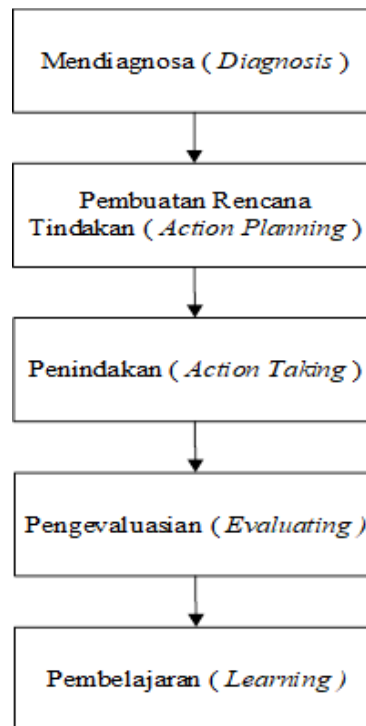 Mendiagnosa ( Diagnosis )
Pembuatan Rencana
Tindakan ( Action Planning )
Penindakan ( Action Taking )
Pengevaluasian ( Evaluating )
Pembelajaran ( Learning )